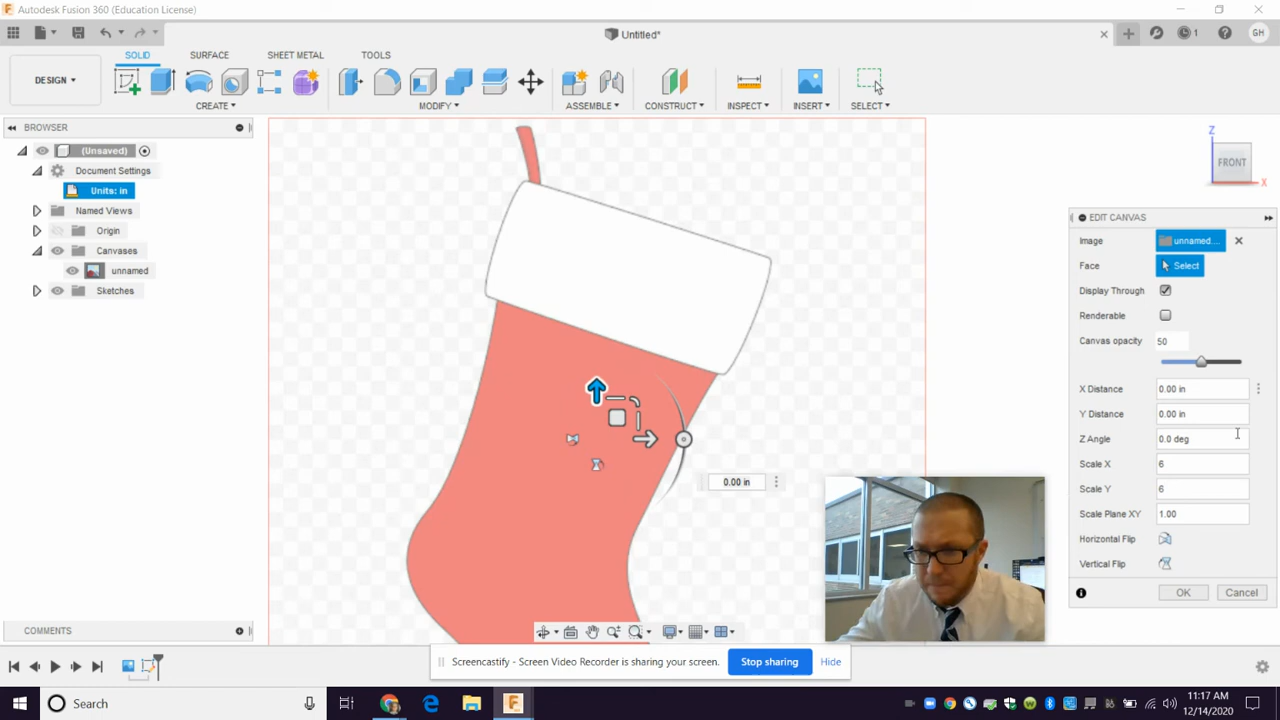 Autodesk Fusion 360 (Education License)
Untitled*
1
GH
SOLID SURFACE SHEET METAL TOOLS
DESIGN
CREATE MODIFY ASSEMBLE CONSTRUCT INSPECT INSERT SELECT
BROWSER
(Unsaved)
Document Settings
Units: in
Named Views
Origin
Canvases
unnamed
Sketches
Z
FRONT
X
EDIT CANVAS
Image unnamed...
Face Select
Display Through
Renderable
Canvas opacity 50
X Distance 0.00 in
Y Distance 0.00 in
Z Angle 0.0 deg
Scale X 6
Scale Y 6
Scale Plane XY 1.00
Horizontal Flip
Vertical Flip
OK Cancel
0.00 in
COMMENTS
Screencastify - Screen Video Recorder is sharing your screen. Stop sharing Hide
Search
11:17 AM
12/14/2020